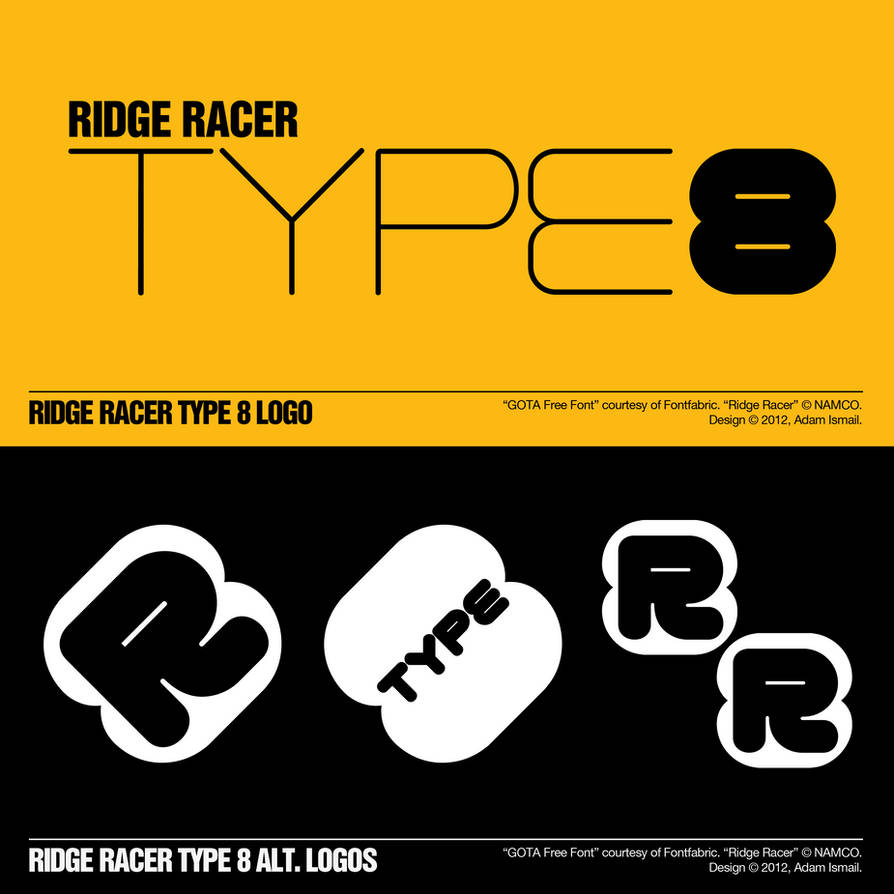 RIDGE RACER
TYPE8
RIDGE RACER TYPE 8 LOGO
“GOTA Free Font” courtesy of Fontfabric. “Ridge Racer” © NAMCO.
Design © 2012, Adam Ismail.
R
TYPE
R
R
RIDGE RACER TYPE 8 ALT. LOGOS
“GOTA Free Font” courtesy of Fontfabric. “Ridge Racer” © NAMCO.
Design © 2012, Adam Ismail.